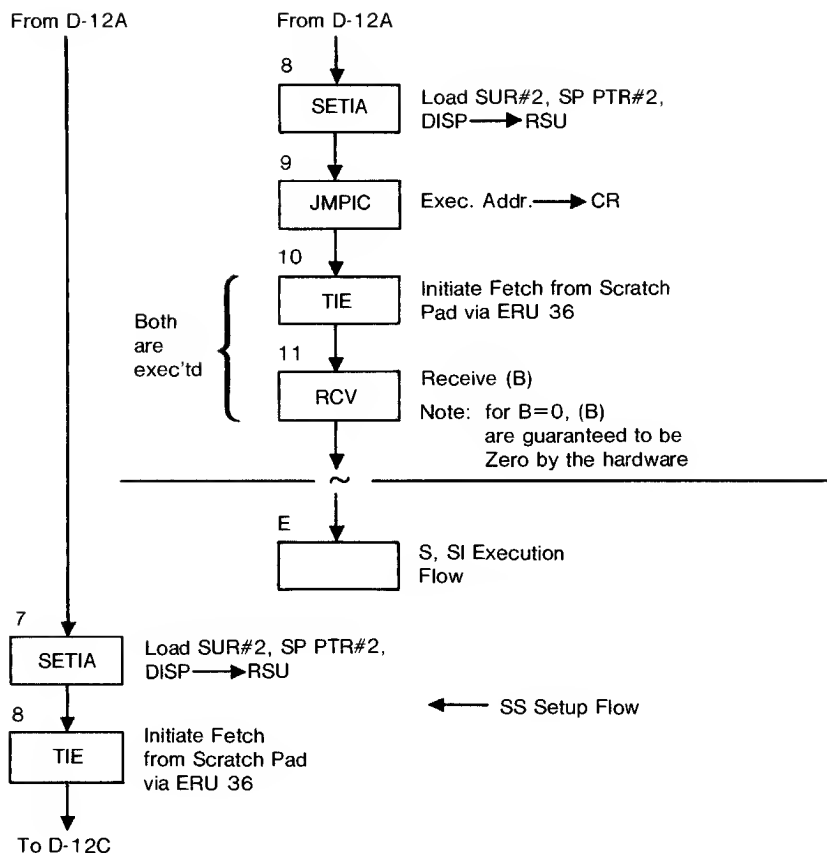 From D-12A
From D-12A
8
SETIA
Load SUR#2, SP PTR#2,
DISP → RSU
9
JMPIC
Exec. Addr. → CR
10
TIE
Initiate Fetch from Scratch
Pad via ERU 36
Both
are
exec'td
11
RCV
Receive (B)
Note: for B=0, (B)
are guaranteed to be
Zero by the hardware
~
E
S, SI Execution
Flow
7
SETIA
Load SUR#2, SP PTR#2,
DISP → RSU
← SS Setup Flow
8
TIE
Initiate Fetch
from Scratch Pad
via ERU 36
To D-12C